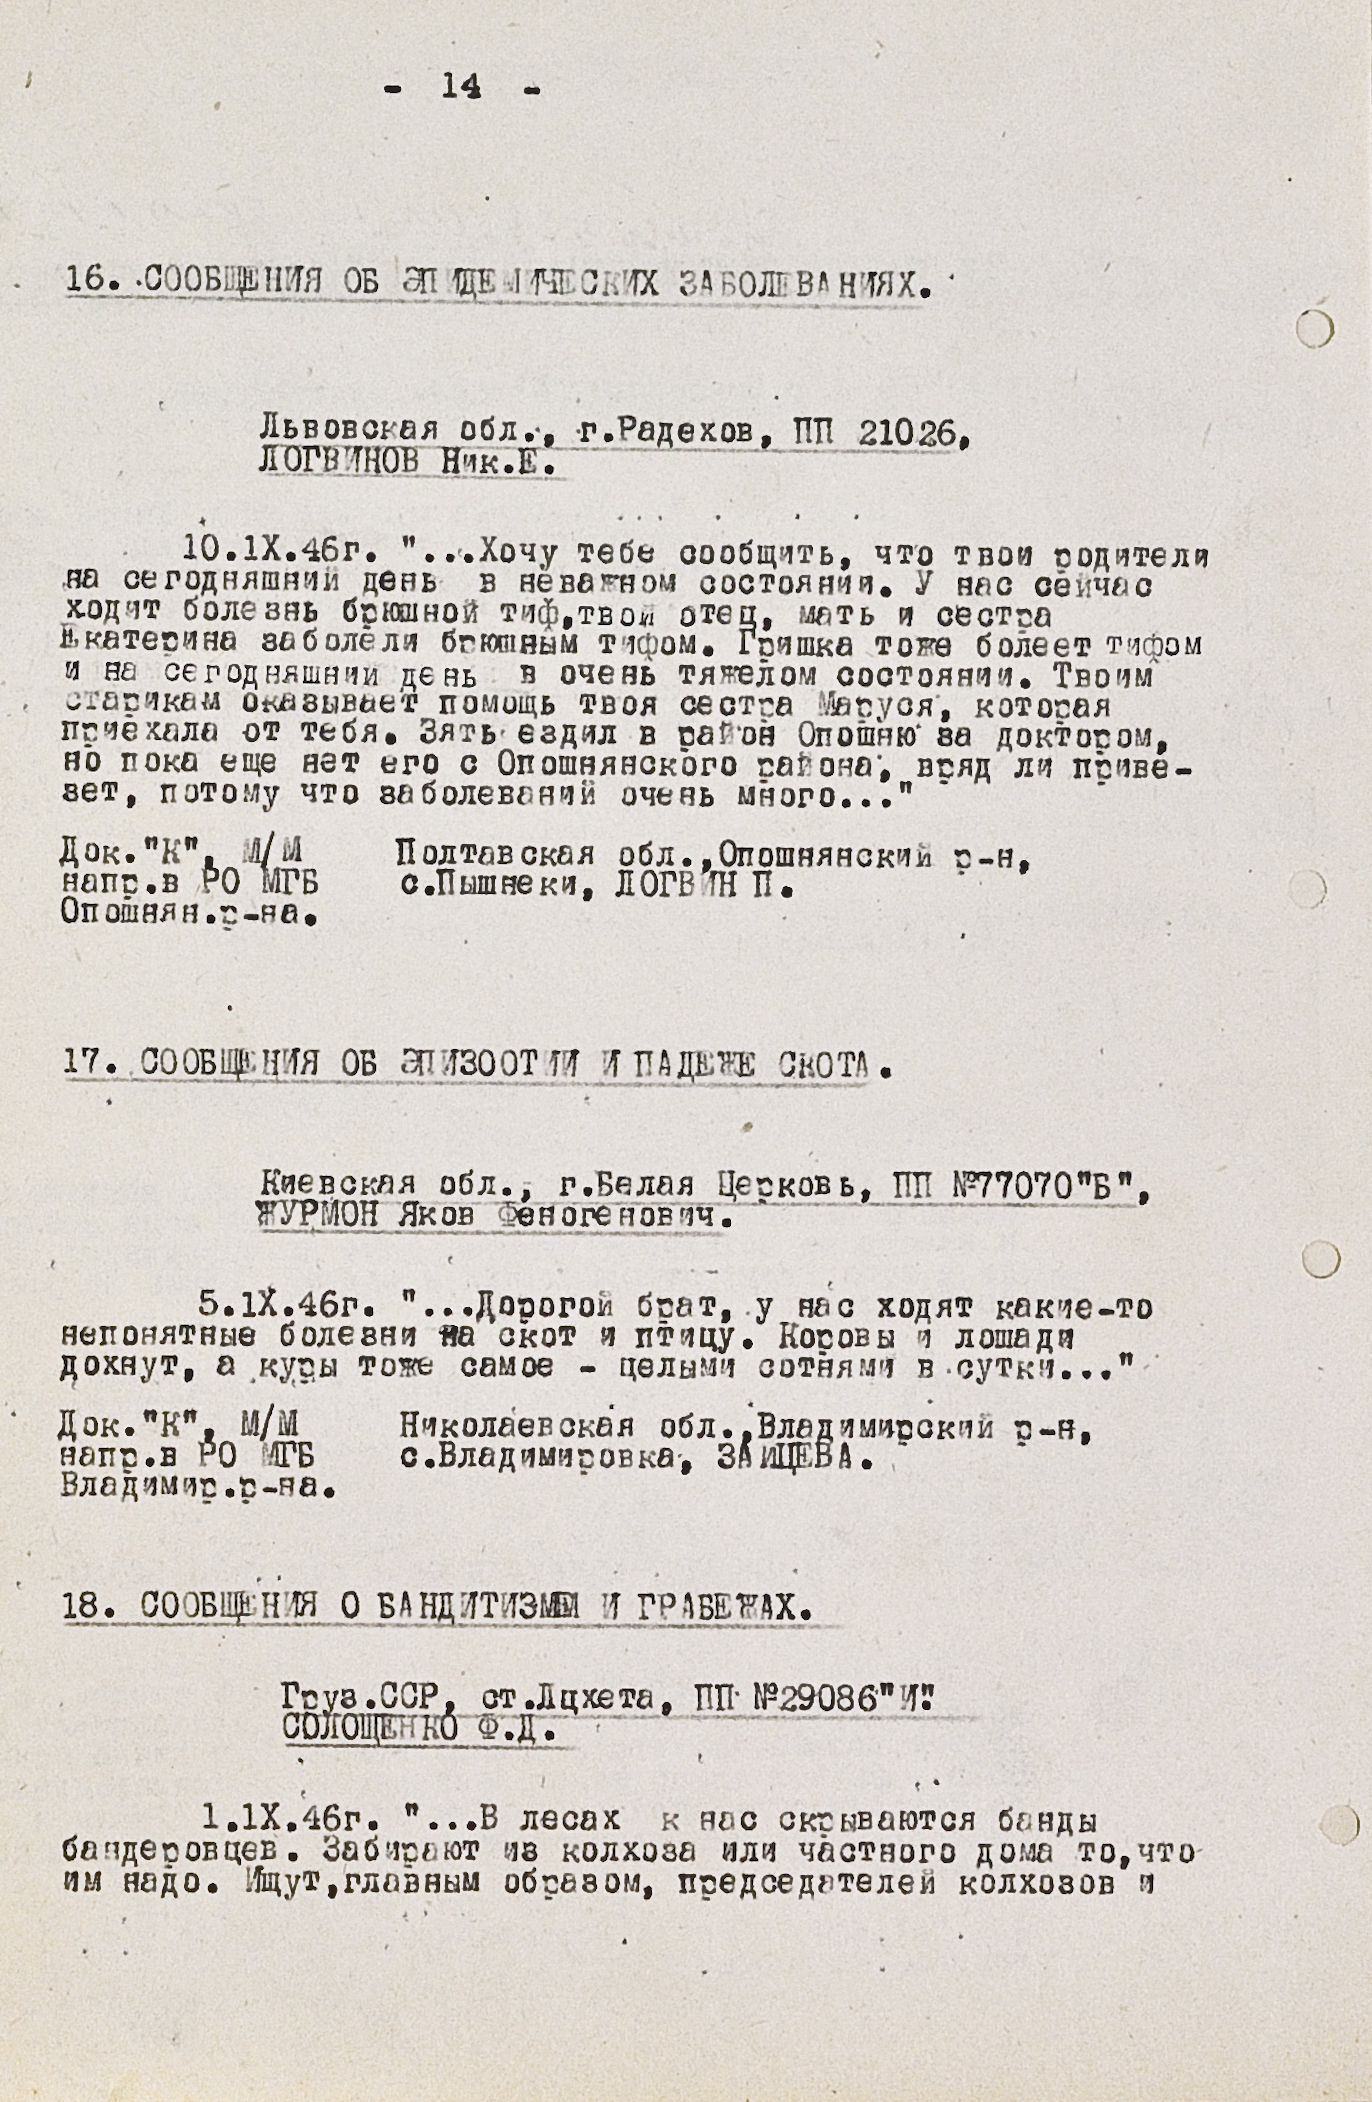 - 14 -
16. СООБЩЕНИЯ ОБ ЭПИДЕМИЧЕСКИХ ЗАБОЛЕВАНИЯХ.
Львовская обл., г.Радехов, ПП 21026,
ЛОГВИНОВ Ник.Е.
10.1Х.46г. "...Хочу тебе сообщить, что твои родители
на сегодняшний день в неважном состоянии. У нас сейчас
ходит болезнь брюшной тиф,твой отец, мать и сестра
Екатерина заболели брюшным тифом. Гришка тоже болеет тифом
и на сегодняшний день в очень тяжелом состоянии. Твоим
старикам оказывает помощь твоя сестра Маруся, которая
приехала от тебя. Зять ездил в район Опошню за доктором,
но пока еще нет его с Опошнянского района, вряд ли приве-
зет, потому что заболеваний очень много..."
Док."К", М/М Полтавская обл.,Опошнянский р-н,
напр.в РО МГБ с.Пышнеки, ЛОГВИН П.
Опошнян.р-на.
17. СООБЩЕНИЯ ОБ ЭПИЗООТИИ И ПАДЕЖЕ СКОТА.
Киевская обл., г.Белая Церковь, ПП №77070"Б",
ЖУРМОН Яков Феногенович.
5.1Х.46г. "...Дорогой брат, у нас ходят какие-то
непонятные болезни на скот и птицу. Коровы и лошади
дохнут, а куры тоже самое - целыми сотнями в сутки..."
Док."К", М/М Николаевская обл.,Владимирский р-н,
напр.в РО МГБ с.Владимировка, ЗАЙЦЕВА.
Владимир.р-на.
18. СООБЩЕНИЯ О БАНДИТИЗМЕ И ГРАБЕЖАХ.
Груз.ССР, ст.Лцхета, ПП №29086"И".
СОЛОЩЕНКО Ф.Д.
1.1Х.46г. "...В лесах к нас скрываются банды
бандеровцев. Забирают из колхоза или частного дома то,что
им надо. Ищут,главным образом, председателей колхозов и